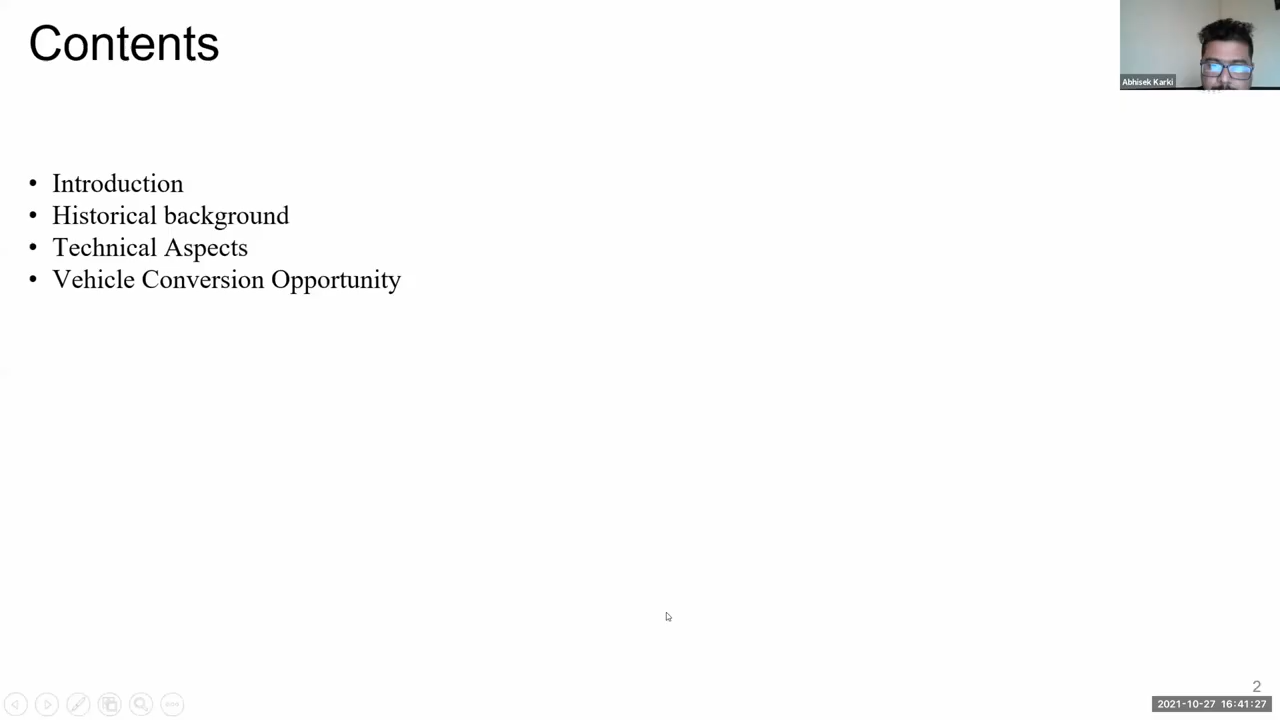 Contents
Abhisek Karki
• Introduction
• Historical background
• Technical Aspects
• Vehicle Conversion Opportunity
2
2021-10-27 16:41:27